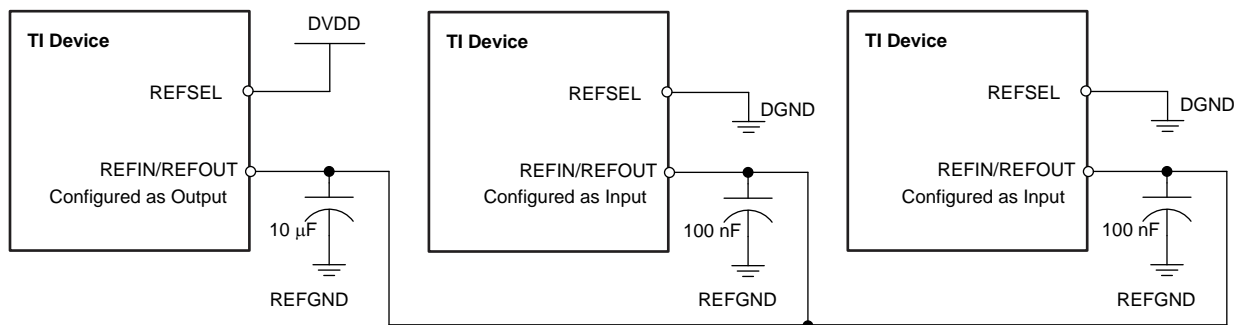 TI Device
DVDD
REFSEL
REFIN/REFOUT
Configured as Output
10 μF
REFGND
TI Device
REFSEL
DGND
REFIN/REFOUT
Configured as Input
100 nF
REFGND
TI Device
REFSEL
DGND
REFIN/REFOUT
Configured as Input
100 nF
REFGND